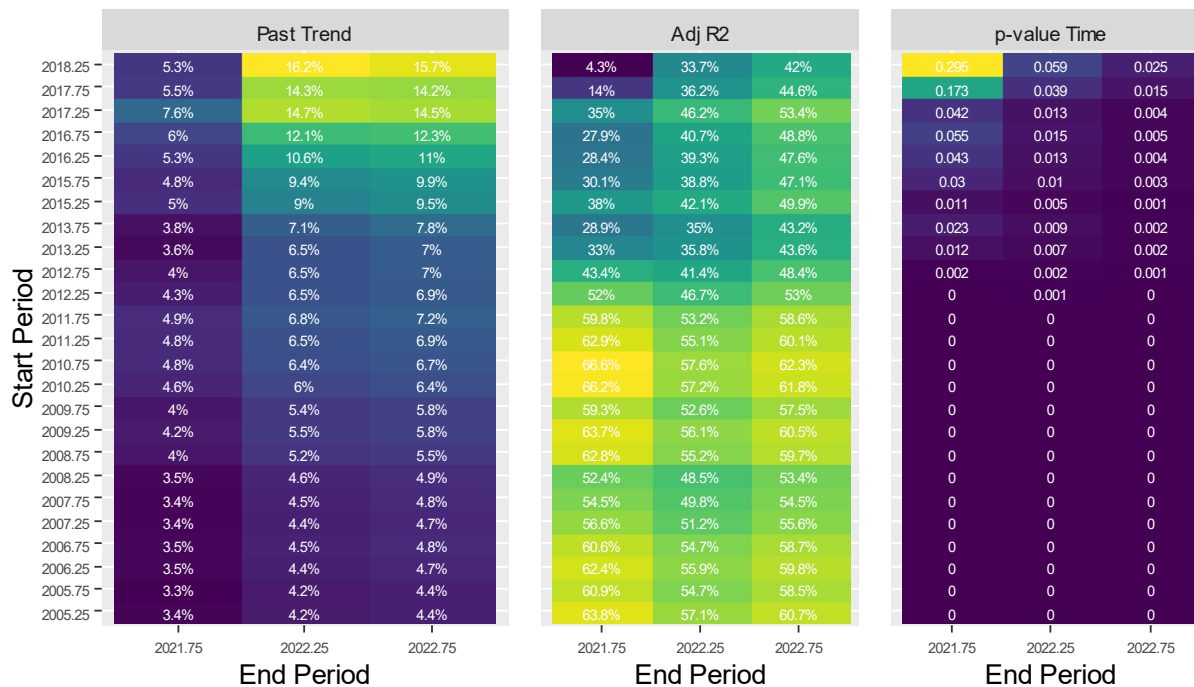 Past Trend Adj R2 p-value Time
2018.25 5.3% 16.2% 15.7% 4.3% 33.7% 42% 0.295 0.059 0.025
2017.75 5.5% 14.3% 14.2% 14% 36.2% 44.6% 0.173 0.039 0.015
2017.25 7.6% 14.7% 14.5% 35% 46.2% 53.4% 0.042 0.013 0.004
2016.75 6% 12.1% 12.3% 27.9% 40.7% 48.8% 0.055 0.015 0.005
2016.25 5.3% 10.6% 11% 28.4% 39.3% 47.6% 0.043 0.013 0.004
2015.75 4.8% 9.4% 9.9% 30.1% 38.8% 47.1% 0.03 0.01 0.003
2015.25 5% 9% 9.5% 38% 42.1% 49.9% 0.011 0.005 0.001
2013.75 3.8% 7.1% 7.8% 28.9% 35% 43.2% 0.023 0.009 0.002
2013.25 3.6% 6.5% 7% 33% 35.8% 43.6% 0.012 0.007 0.002
2012.75 4% 6.5% 7% 43.4% 41.4% 48.4% 0.002 0.002 0.001
2012.25 4.3% 6.5% 6.9% 52% 46.7% 53% 0 0.001 0
2011.75 4.9% 6.8% 7.2% 59.8% 53.2% 58.6% 0 0 0
2011.25 4.8% 6.5% 6.9% 62.9% 55.1% 60.1% 0 0 0
2010.75 4.8% 6.4% 6.7% 66.6% 57.6% 62.3% 0 0 0
2010.25 4.6% 6% 6.4% 66.2% 57.2% 61.8% 0 0 0
2009.75 4% 5.4% 5.8% 59.3% 52.6% 57.5% 0 0 0
2009.25 4.2% 5.5% 5.8% 63.7% 56.1% 60.5% 0 0 0
2008.75 4% 5.2% 5.5% 62.8% 55.2% 59.7% 0 0 0
2008.25 3.5% 4.6% 4.9% 52.4% 48.5% 53.4% 0 0 0
2007.75 3.4% 4.5% 4.8% 54.5% 49.8% 54.5% 0 0 0
2007.25 3.4% 4.4% 4.7% 56.6% 51.2% 55.6% 0 0 0
2006.75 3.5% 4.5% 4.8% 60.6% 54.7% 58.7% 0 0 0
2006.25 3.5% 4.4% 4.7% 62.4% 55.9% 59.8% 0 0 0
2005.75 3.3% 4.2% 4.4% 60.9% 54.7% 58.5% 0 0 0
2005.25 3.4% 4.2% 4.4% 63.8% 57.1% 60.7% 0 0 0
2021.75 2022.25 2022.75 2021.75 2022.25 2022.75 2021.75 2022.25 2022.75
End Period End Period End Period
Start Period